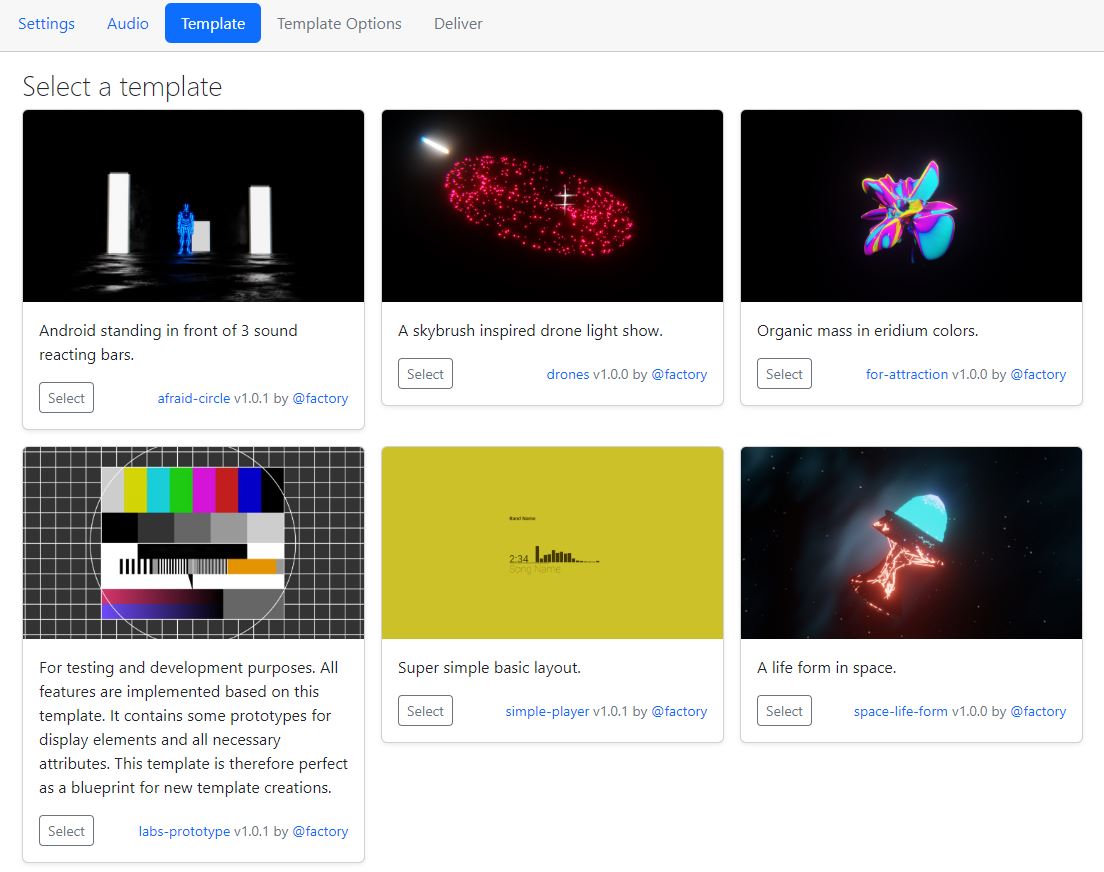 Settings
Audio
Template
Template Options
Deliver
Select a template
Android standing in front of 3 sound
reacting bars.
Select
afraid-circle v1.0.1 by @factory
A skybrush inspired drone light show.
Select
drones v1.0.0 by @factory
Organic mass in eridium colors.
Select
for-attraction v1.0.0 by @factory
For testing and development purposes. All
features are implemented based on this
template. It contains some prototypes for
display elements and all necessary
attributes. This template is therefore perfect
as a blueprint for new template creations.
Select
labs-prototype v1.0.1 by @factory
Band Name
2:34
Song Name
Super simple basic layout.
Select
simple-player v1.0.1 by @factory
A life form in space.
Select
space-life-form v1.0.0 by @factory